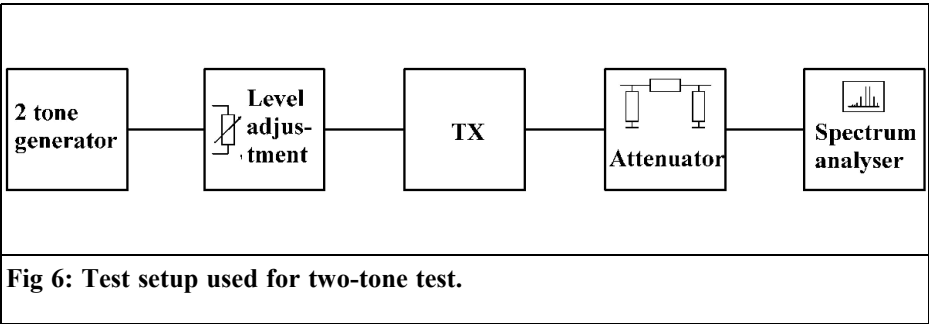 2 tone
generator
Level
adjus-
tment
TX
Attenuator
Spectrum
analyser
Fig 6: Test setup used for two-tone test.